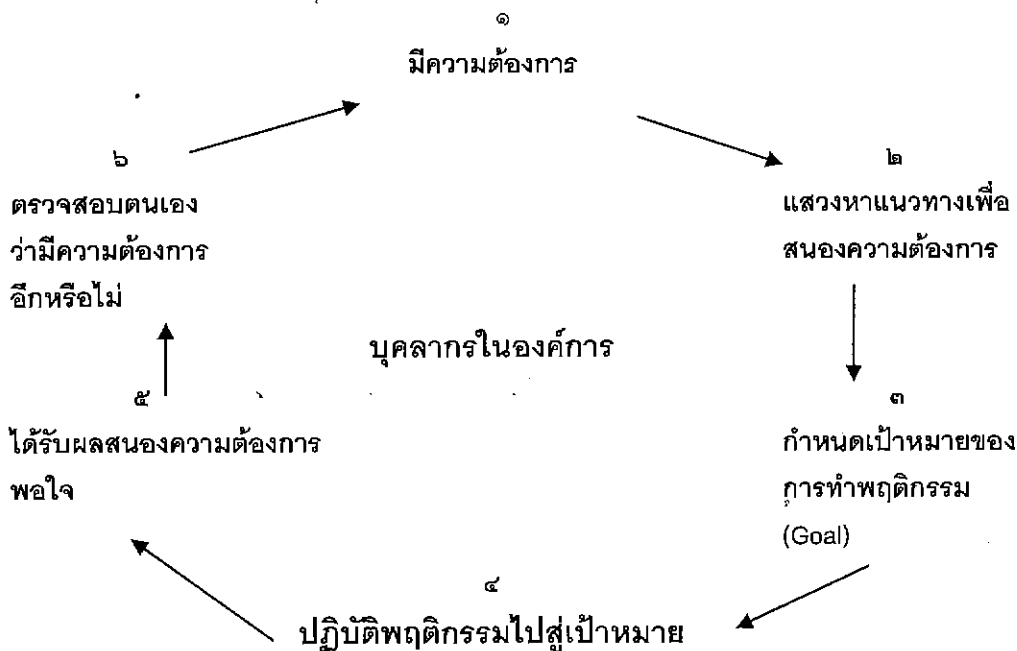 ๑
มีความต้องการ
๒
แสวงหาแนวทางเพื่อ
สนองความต้องการ
๓
กำหนดเป้าหมายของ
การทำพฤติกรรม
(Goal)
๔
ปฏิบัติพฤติกรรมไปสู่เป้าหมาย
๕
ได้รับผลสนองความต้องการ
พอใจ
๖
ตรวจสอบตนเอง
ว่ามีความต้องการ
อีกหรือไม่
บุคลากรในองค์การ